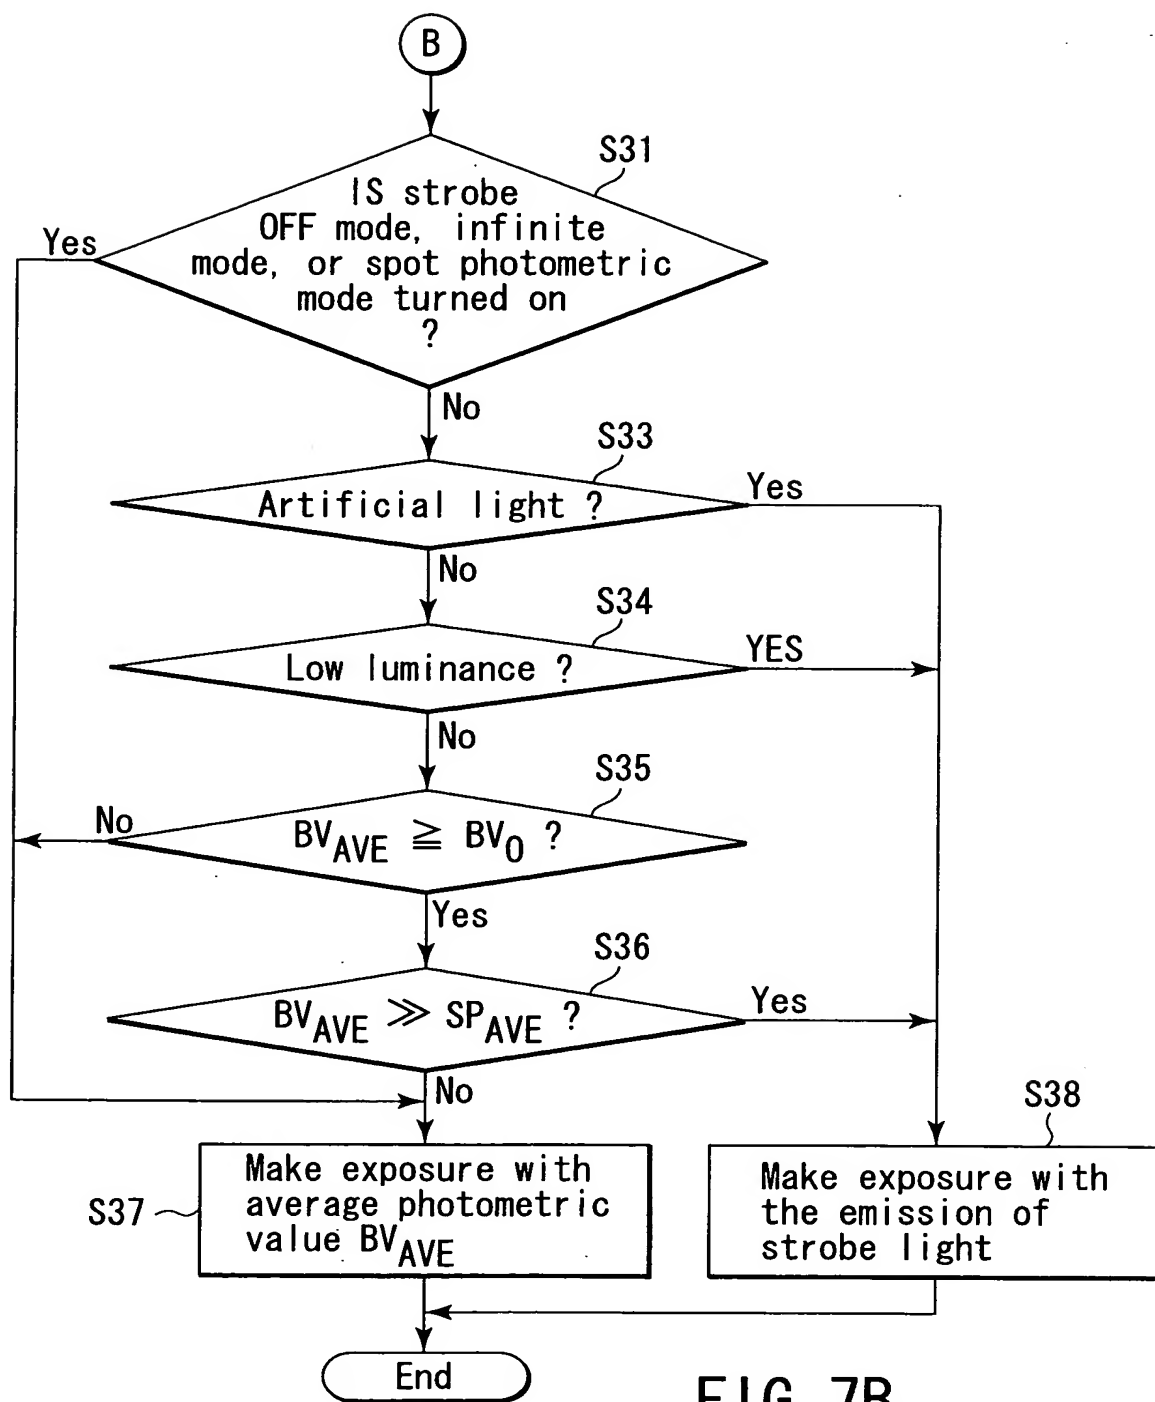 B
S31
IS strobe
OFF mode, infinite
mode, or spot photometric
mode turned on
?
Yes
No
S33
Artificial light ?
Yes
No
S34
Low luminance ?
YES
No
S35
BV_AVE ≧ BV_0 ?
No
Yes
S36
BV_AVE ≫ SP_AVE ?
Yes
No
S37
Make exposure with
average photometric
value BV_AVE
S38
Make exposure with
the emission of
strobe light
End
FIG. 7B